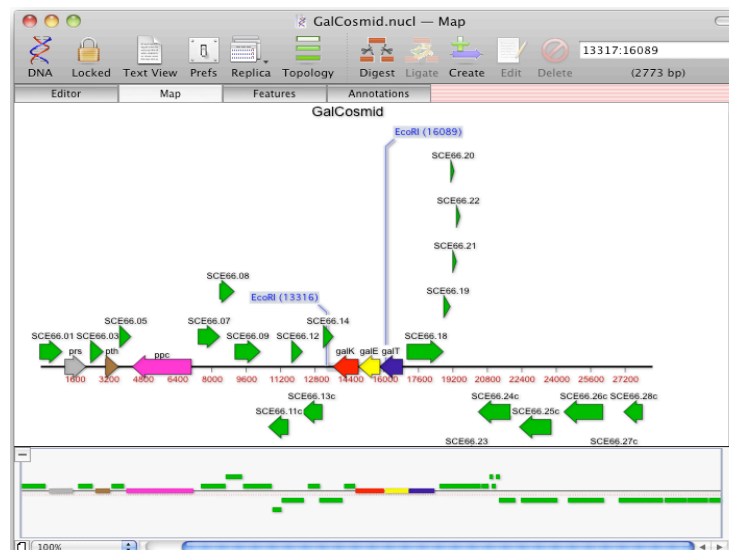 GalCosmid.nucl — Map
13317:16089
DNA Locked Text View Prefs Replica Topology Digest Ligate Create Edit Delete (2773 bp)
Editor Map Features Annotations
GalCosmid
EcoRI (16089)
SCE66.20
SCE66.22
SCE66.21
SCE66.08
SCE66.19
EcoRI (13316)
SCE66.05 SCE66.14
SCE66.01 SCE66.03 SCE66.07 SCE66.09 SCE66.12 SCE66.18
prs pth ppc galK galE galT
1600 3200 4800 6400 8000 9600 11200 12800 14400 16000 17600 19200 20800 22400 24000 25600 27200
SCE66.13c SCE66.24c SCE66.26c SCE66.28c
SCE66.11c SCE66.25c
SCE66.23 SCE66.27c
100%